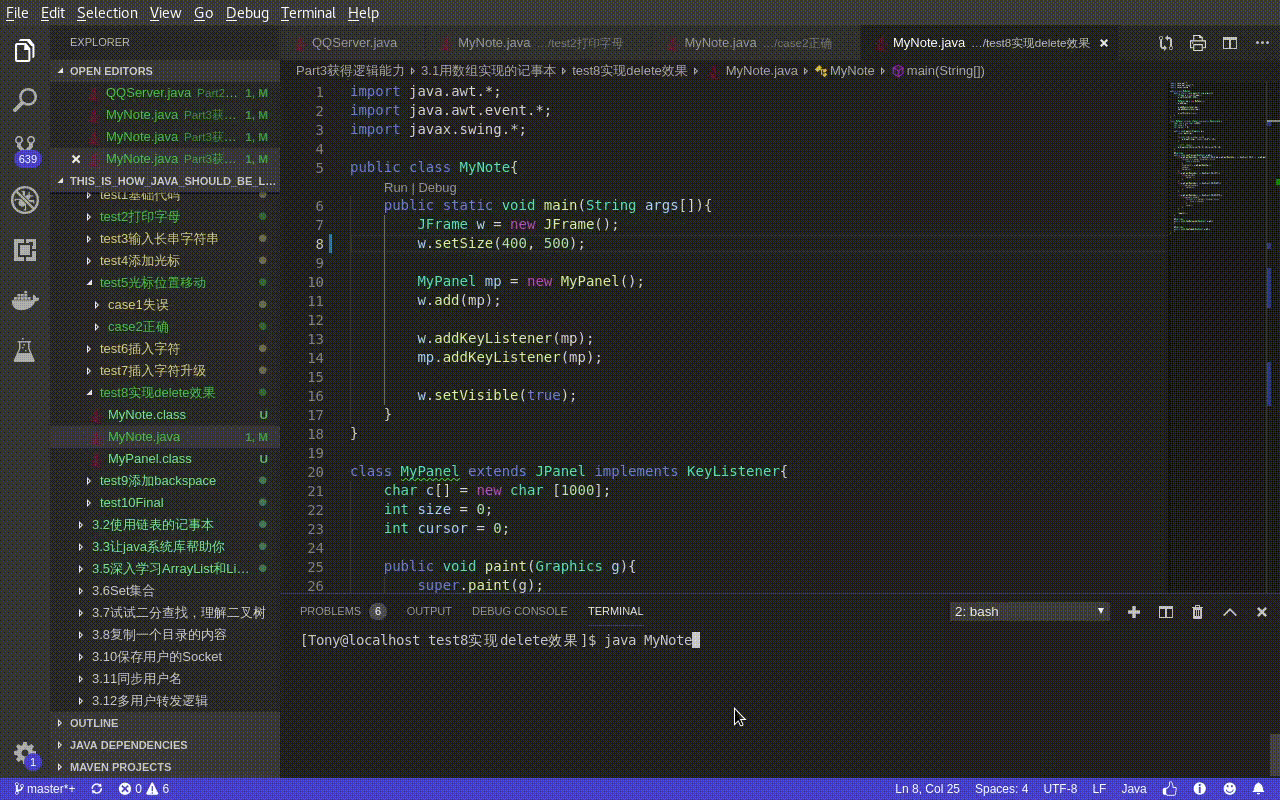 File Edit Selection View Go Debug Terminal Help
EXPLORER
QQServer.java
MyNote.java …/test2打印字母
MyNote.java …/case2正确
MyNote.java …/test8实现delete效果
OPEN EDITORS
QQServer.java Part2... 1, M
MyNote.java Part3获... 1, M
MyNote.java Part3获... 1, M
MyNote.java Part3获... 1, M
639
THIS_IS_HOW_JAVA_SHOULD_BE_L...
test1基础代码
test2打印字母
test3输入长串字符串
test4添加光标
test5光标位置移动
case1失误
case2正确
test6插入字符
test7插入字符升级
test8实现delete效果
MyNote.class U
MyNote.java 1, M
MyPanel.class U
test9添加backspace
test10Final
3.2使用链表的记事本
3.3让java系统库帮助你
3.5深入学习ArrayList和Li...
3.6Set集合
3.7试试二分查找，理解二叉树
3.8复制一个目录的内容
3.10保存用户的Socket
3.11同步用户名
3.12多用户转发逻辑
OUTLINE
JAVA DEPENDENCIES
MAVEN PROJECTS
1
Part3获得逻辑能力 3.1用数组实现的记事本 test8实现delete效果 MyNote.java MyNote main(String[])
1 import java.awt.*;
2 import java.awt.event.*;
3 import javax.swing.*;
4
5 public class MyNote{
Run | Debug
6 public static void main(String args[]){
7 JFrame w = new JFrame();
8 w.setSize(400, 500);
9
10 MyPanel mp = new MyPanel();
11 w.add(mp);
12
13 w.addKeyListener(mp);
14 mp.addKeyListener(mp);
15
16 w.setVisible(true);
17 }
18 }
19
20 class MyPanel extends JPanel implements KeyListener{
21 char c[] = new char [1000];
22 int size = 0;
23 int cursor = 0;
24
25 public void paint(Graphics g){
26 super.paint(g);
PROBLEMS 6 OUTPUT DEBUG CONSOLE TERMINAL 2: bash
[Tony@localhost test8实现delete效果]$ java MyNote
master*+ 0 6 Ln 8, Col 25 Spaces: 4 UTF-8 LF Java